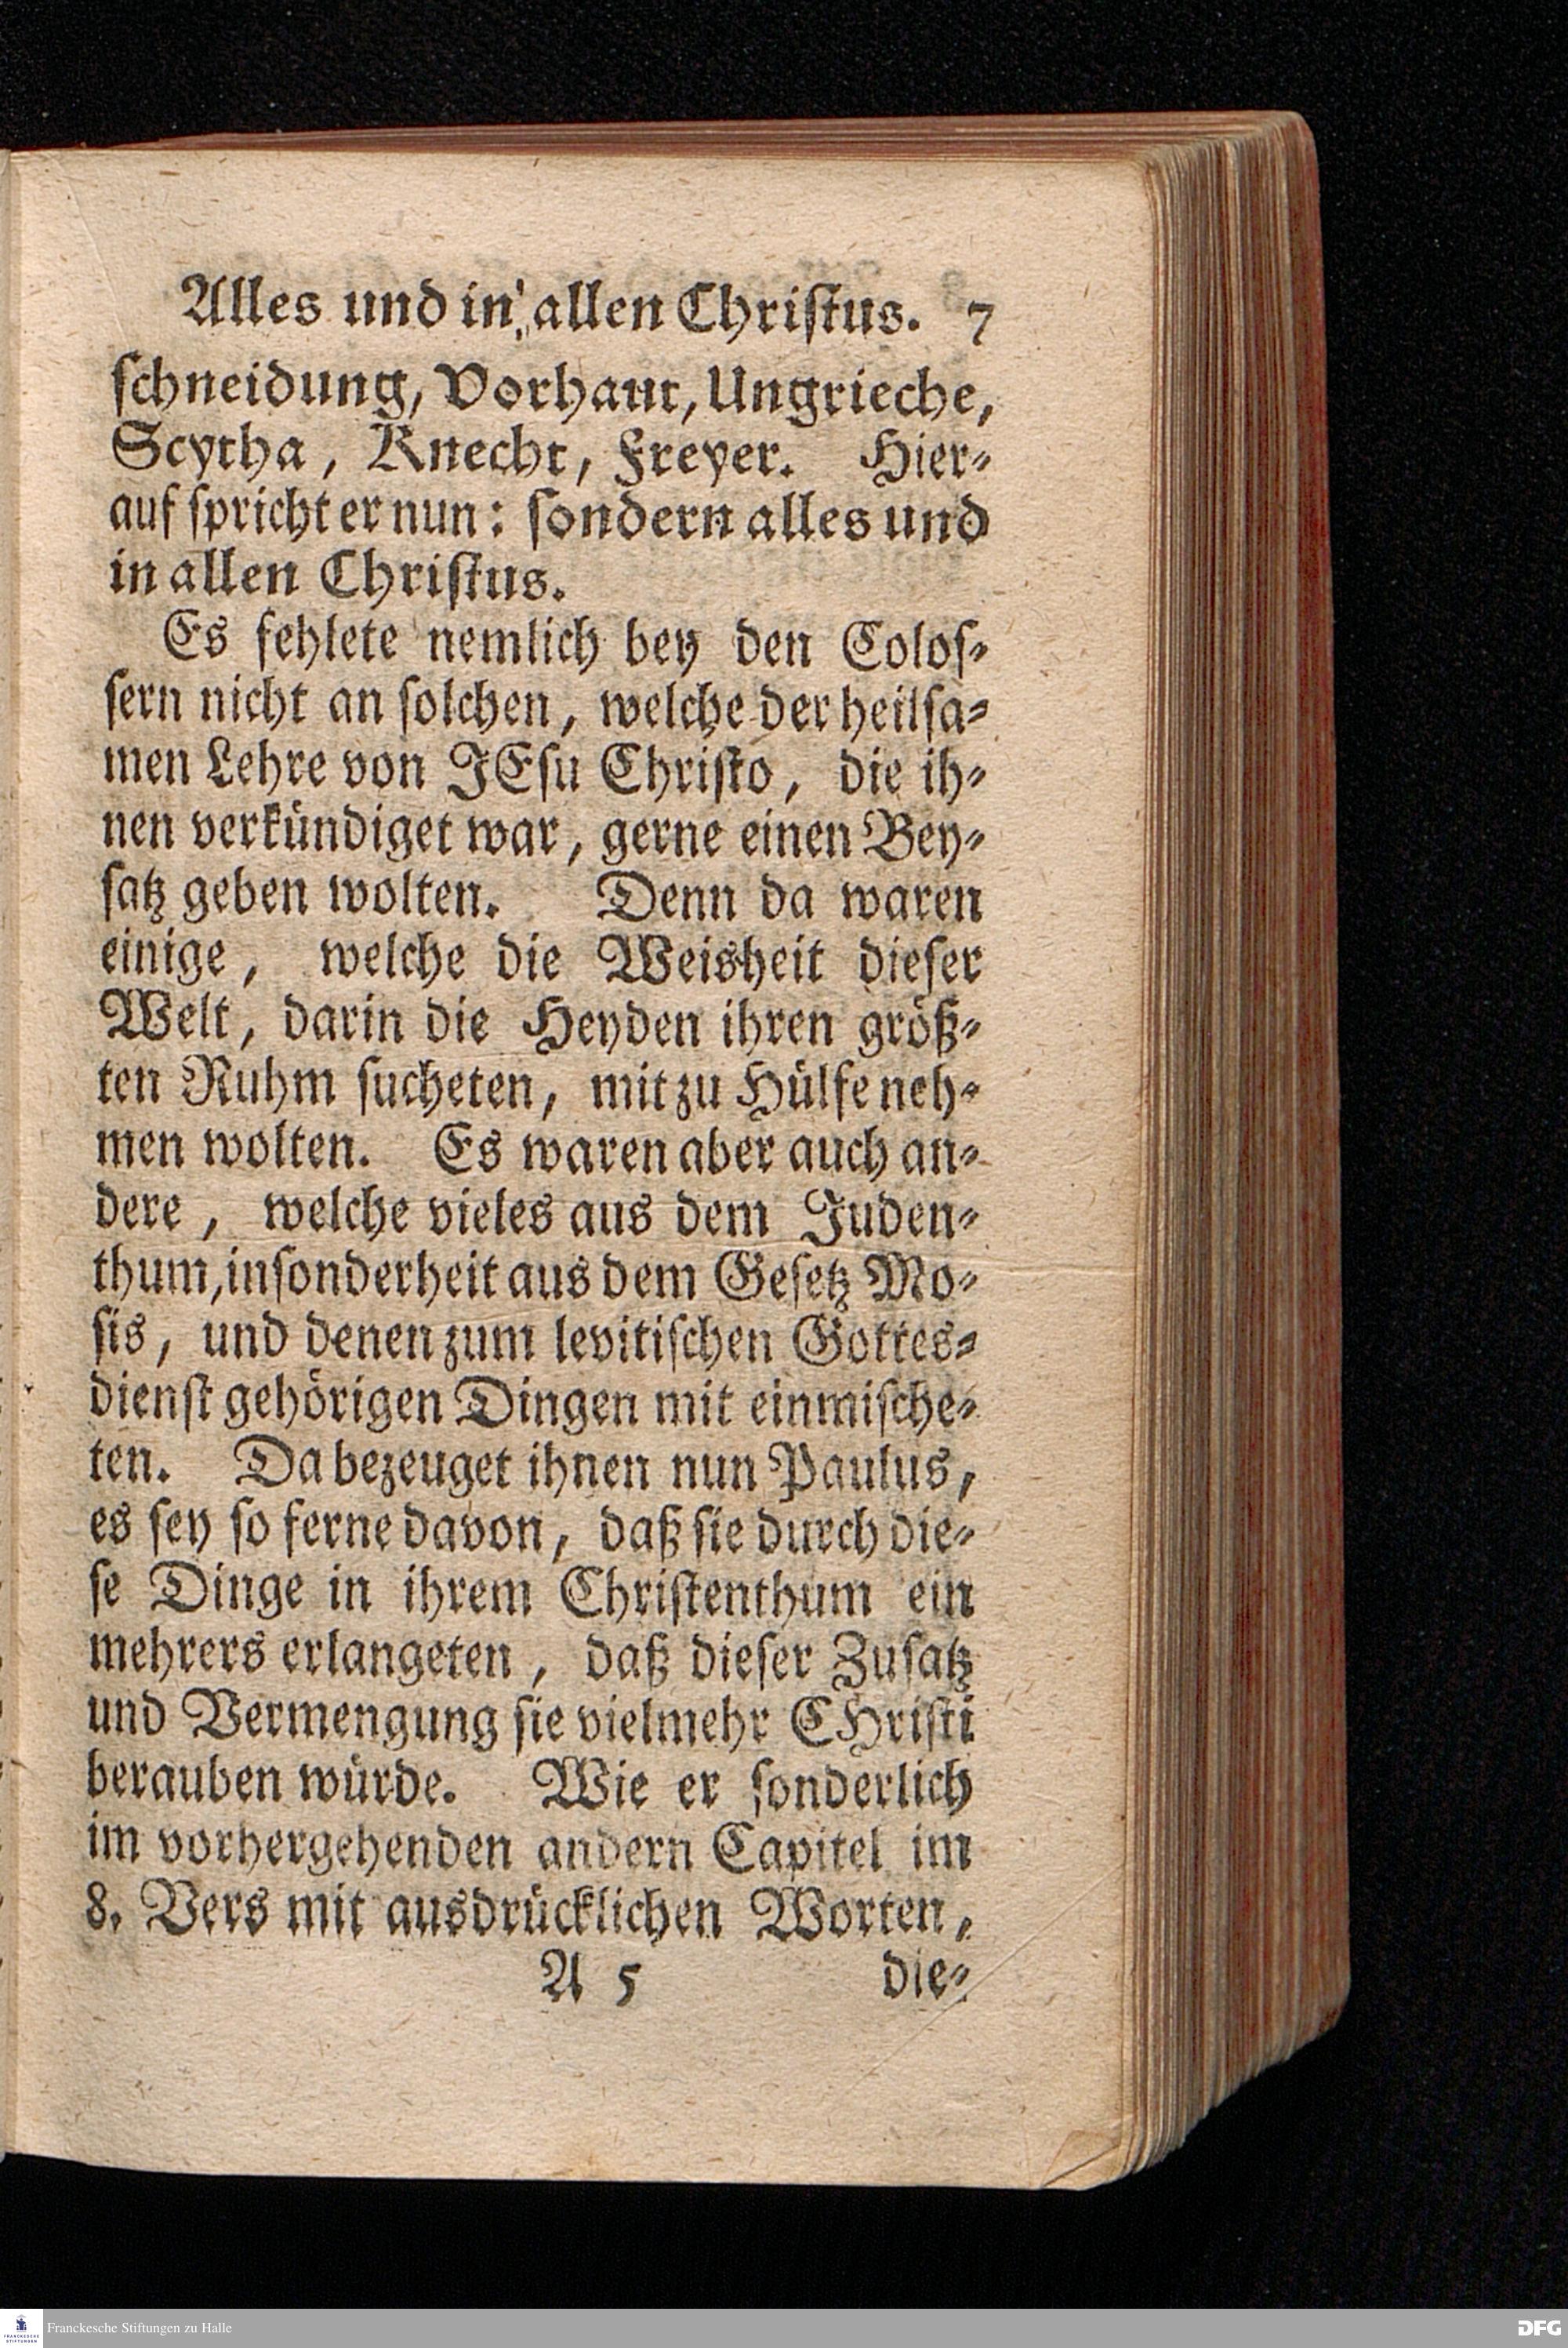 Alles und in allen Chriſtus. 7
ſchneidung, Vorhaut, Ungrieche,
Scytha, Knecht, Freyer. Hier⸗
auf ſpricht er nun: ſondern alles und
in allen Chriſtus.
Es fehlete nemlich bey den Coloſ⸗
ſern nicht an ſolchen, welche der heilſa⸗
men Lehre von JEſu Chriſto, die ih⸗
nen verkündiget war, gerne einen Bey⸗
ſatz geben wolten. Denn da waren
einige, welche die Weisheit dieſer
Welt, darin die Heyden ihren größ⸗
ten Ruhm ſucheten, mit zu Hülfe neh⸗
men wolten. Es waren aber auch an⸗
dere, welche vieles aus dem Juden⸗
thum, inſonderheit aus dem Geſetz Mo⸗
ſis, und denen zum levitiſchen Gottes⸗
dienſt gehörigen Dingen mit einmiſche⸗
ten. Da bezeuget ihnen nun Paulus,
es ſey ſo ferne davon, daß ſie durch die⸗
ſe Dinge in ihrem Chriſtenthum ein
mehrers erlangeten, daß dieſer Zuſatz
und Vermengung ſie vielmehr CHriſti
berauben würde. Wie er ſonderlich
im vorhergehenden andern Capitel im
8. Vers mit ausdrücklichen Worten,
A 5 die⸗
FRANCKESCHE STIFTUNGEN
Franckesche Stiftungen zu Halle
DFG